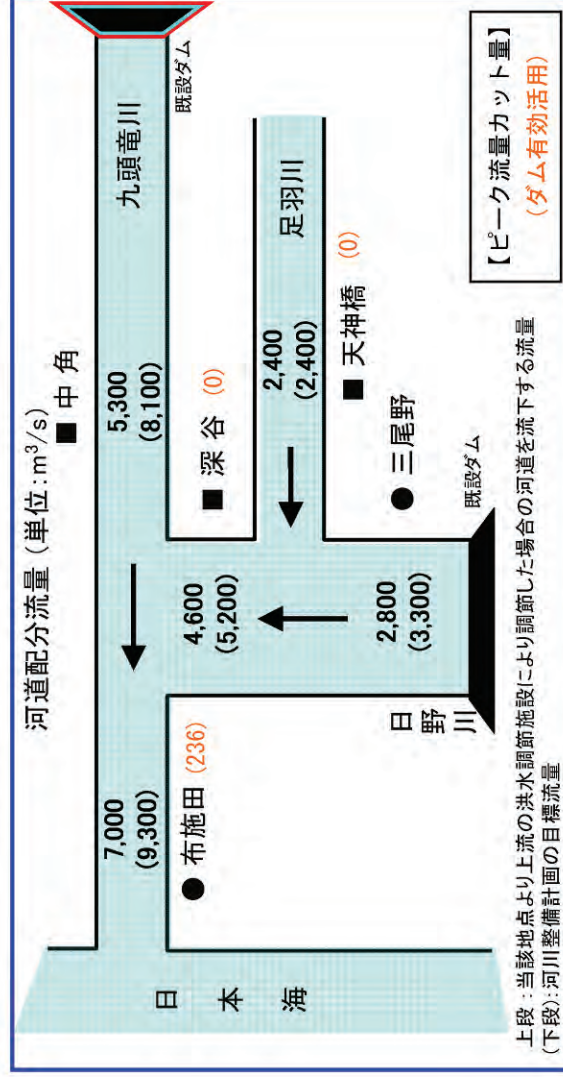 河道配分流量（単位：m³/s）
■ 中 角
九頭竜川
既設ダム
5,300
(8,100)
7,000
(9,300)
● 布施田 (236)
■ 深 谷 (0)
足羽川
2,400
(2,400)
■ 天神橋 (0)
4,600
(5,200)
● 三尾野
2,800
(3,300)
日野川
既設ダム
日本海
【ピーク流量カット量】
(ダム有効活用)
上段：当該地点より上流の洪水調節施設により調節した場合の河道を流下する流量
(下段)：河川整備計画の目標流量